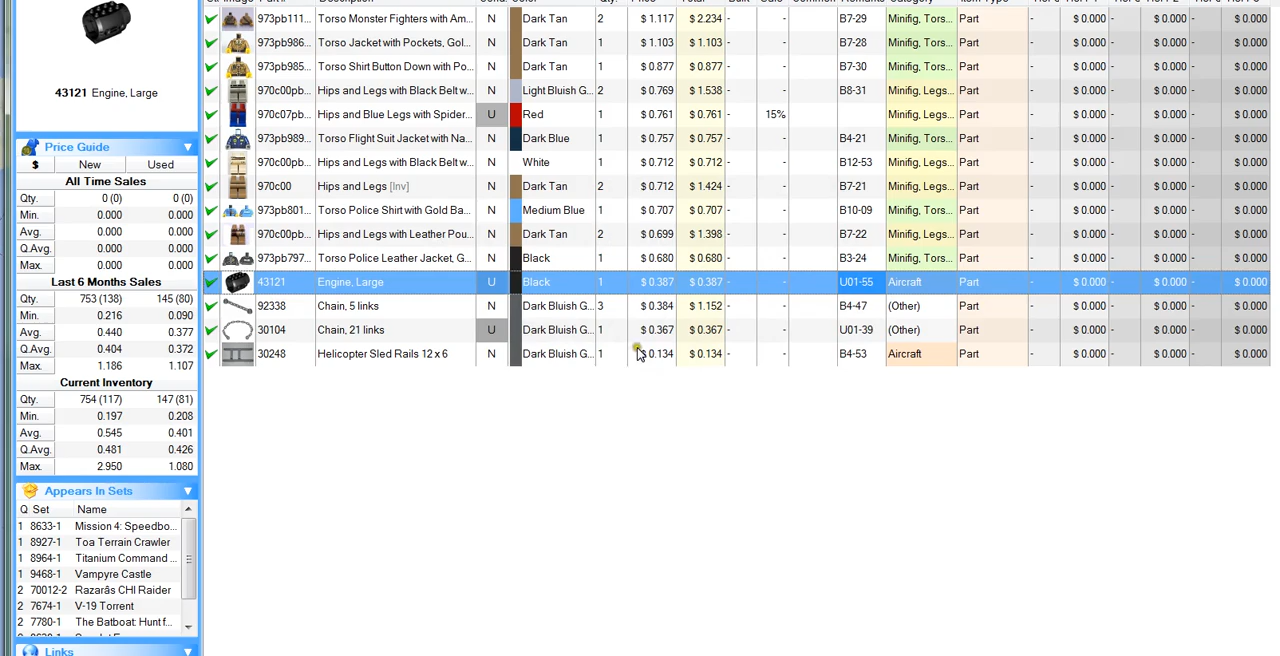 43121 Engine, Large
Price Guide
$ New Used
All Time Sales
Qty. 0 (0) 0 (0)
Min. 0.000 0.000
Avg. 0.000 0.000
Q.Avg. 0.000 0.000
Max. 0.000 0.000
Last 6 Months Sales
Qty. 753 (138) 145 (80)
Min. 0.216 0.090
Avg. 0.440 0.377
Q.Avg. 0.404 0.372
Max. 1.186 1.107
Current Inventory
Qty. 754 (117) 147 (81)
Min. 0.197 0.208
Avg. 0.545 0.401
Q.Avg. 0.481 0.426
Max. 2.950 1.080
Appears In Sets
Q Set Name
1 8633-1 Mission 4: Speedbo...
1 8927-1 Toa Terrain Crawler
1 8964-1 Titanium Command ...
1 9468-1 Vampyre Castle
2 70012-2 Razarâs CHI Raider
2 7674-1 V-19 Torrent
2 7780-1 The Batboat: Hunt f...
Links
973pb111... Torso Monster Fighters with Am... N Dark Tan 2 $ 1.117 $ 2.234 - - B7-29 Minifig, Tors... Part - $ 0.000 - $ 0.000 - $ 0.000
973pb986... Torso Jacket with Pockets, Gol... N Dark Tan 1 $ 1.103 $ 1.103 - - B7-28 Minifig, Tors... Part - $ 0.000 - $ 0.000 - $ 0.000
973pb985... Torso Shirt Button Down with Po... N Dark Tan 1 $ 0.877 $ 0.877 - - B7-30 Minifig, Tors... Part - $ 0.000 - $ 0.000 - $ 0.000
970c00pb... Hips and Legs with Black Belt w... N Light Bluish G... 2 $ 0.769 $ 1.538 - - B8-31 Minifig, Legs... Part - $ 0.000 - $ 0.000 - $ 0.000
970c07pb... Hips and Blue Legs with Spider... U Red 1 $ 0.761 $ 0.761 - 15% Minifig, Legs... Part - $ 0.000 - $ 0.000 - $ 0.000
973pb989... Torso Flight Suit Jacket with Na... N Dark Blue 1 $ 0.757 $ 0.757 - - B4-21 Minifig, Tors... Part - $ 0.000 - $ 0.000 - $ 0.000
970c00pb... Hips and Legs with Black Belt w... N White 1 $ 0.712 $ 0.712 - - B12-53 Minifig, Legs... Part - $ 0.000 - $ 0.000 - $ 0.000
970c00 Hips and Legs [Inv] N Dark Tan 2 $ 0.712 $ 1.424 - - B7-21 Minifig, Legs... Part - $ 0.000 - $ 0.000 - $ 0.000
973pb801... Torso Police Shirt with Gold Ba... N Medium Blue 1 $ 0.707 $ 0.707 - - B10-09 Minifig, Tors... Part - $ 0.000 - $ 0.000 - $ 0.000
970c00pb... Hips and Legs with Leather Pou... N Dark Tan 2 $ 0.699 $ 1.398 - - B7-22 Minifig, Legs... Part - $ 0.000 - $ 0.000 - $ 0.000
973pb797... Torso Police Leather Jacket, G... N Black 1 $ 0.680 $ 0.680 - - B3-24 Minifig, Tors... Part - $ 0.000 - $ 0.000 - $ 0.000
43121 Engine, Large U Black 1 $ 0.387 $ 0.387 - - U01-55 Aircraft Part - $ 0.000 - $ 0.000 - $ 0.000
92338 Chain, 5 links N Dark Bluish G... 3 $ 0.384 $ 1.152 - - B4-47 (Other) Part - $ 0.000 - $ 0.000 - $ 0.000
30104 Chain, 21 links U Dark Bluish G... 1 $ 0.367 $ 0.367 - - U01-39 (Other) Part - $ 0.000 - $ 0.000 - $ 0.000
30248 Helicopter Sled Rails 12 x 6 N Dark Bluish G... 1 $ 0.134 $ 0.134 - - B4-53 Aircraft Part - $ 0.000 - $ 0.000 - $ 0.000